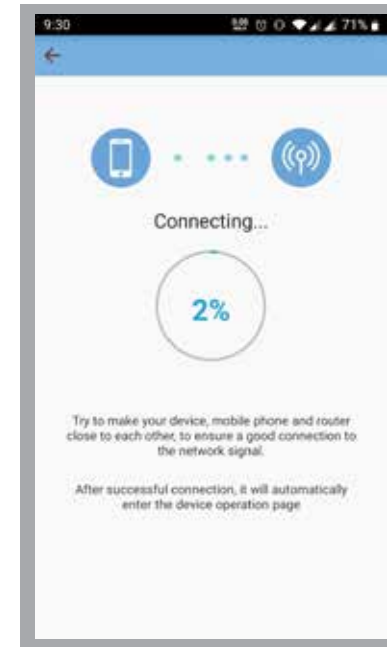 9:30
71%
Connecting...
2%
Try to make your device, mobile phone and router
close to each other, to ensure a good connection to
the network signal.
After successful connection, it will automatically
enter the device operation page